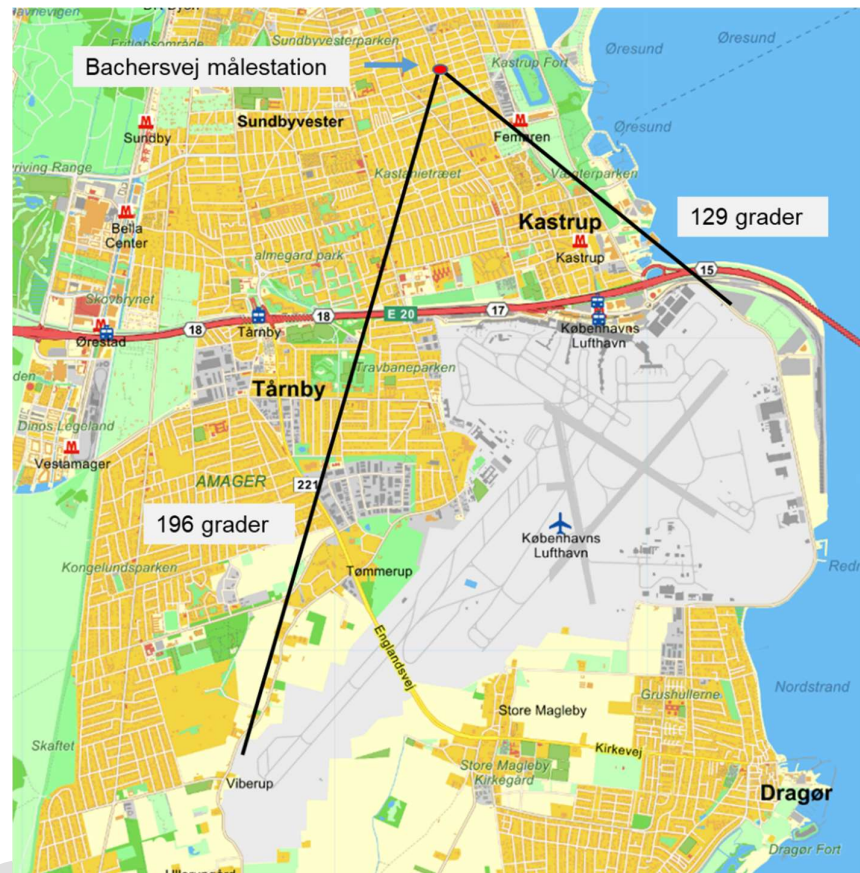 Sundbyvesterparken
Øresund
Øresund
Bachersvej målestation
Kastrup Fort
Sundby
Sundbyvester
Femøren
Øresund
Kastanietræet
Vægterparken
Bella
Center
Kastrup
129 grader
Kastrup
almegard park
Skovbrynet
15
18
Tårnby
18
E 20
17
Københavns
Lufthavn
Ørestad
Travbaneparken
Tårnby
Dinos Legeland
Vestamager
AMAGER
221
196 grader
Københavns
Lufthavn
Kongelundsparken
Tømmerup
Englandsvej
Nordstrand
Grushullerne
Store Magleby
Skaftet
Kirkevej
Store Magleby
Kirkegård
Viberup
Dragør
Dragør Fort